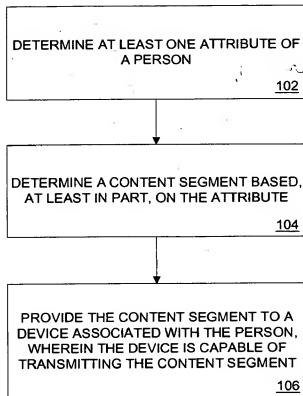 DETERMINE AT LEAST ONE ATTRIBUTE OF
A PERSON
102
DETERMINE A CONTENT SEGMENT BASED,
AT LEAST IN PART, ON THE ATTRIBUTE
104
PROVIDE THE CONTENT SEGMENT TO A
DEVICE ASSOCIATED WITH THE PERSON,
WHEREIN THE DEVICE IS CAPABLE OF
TRANSMITTING THE CONTENT SEGMENT
106